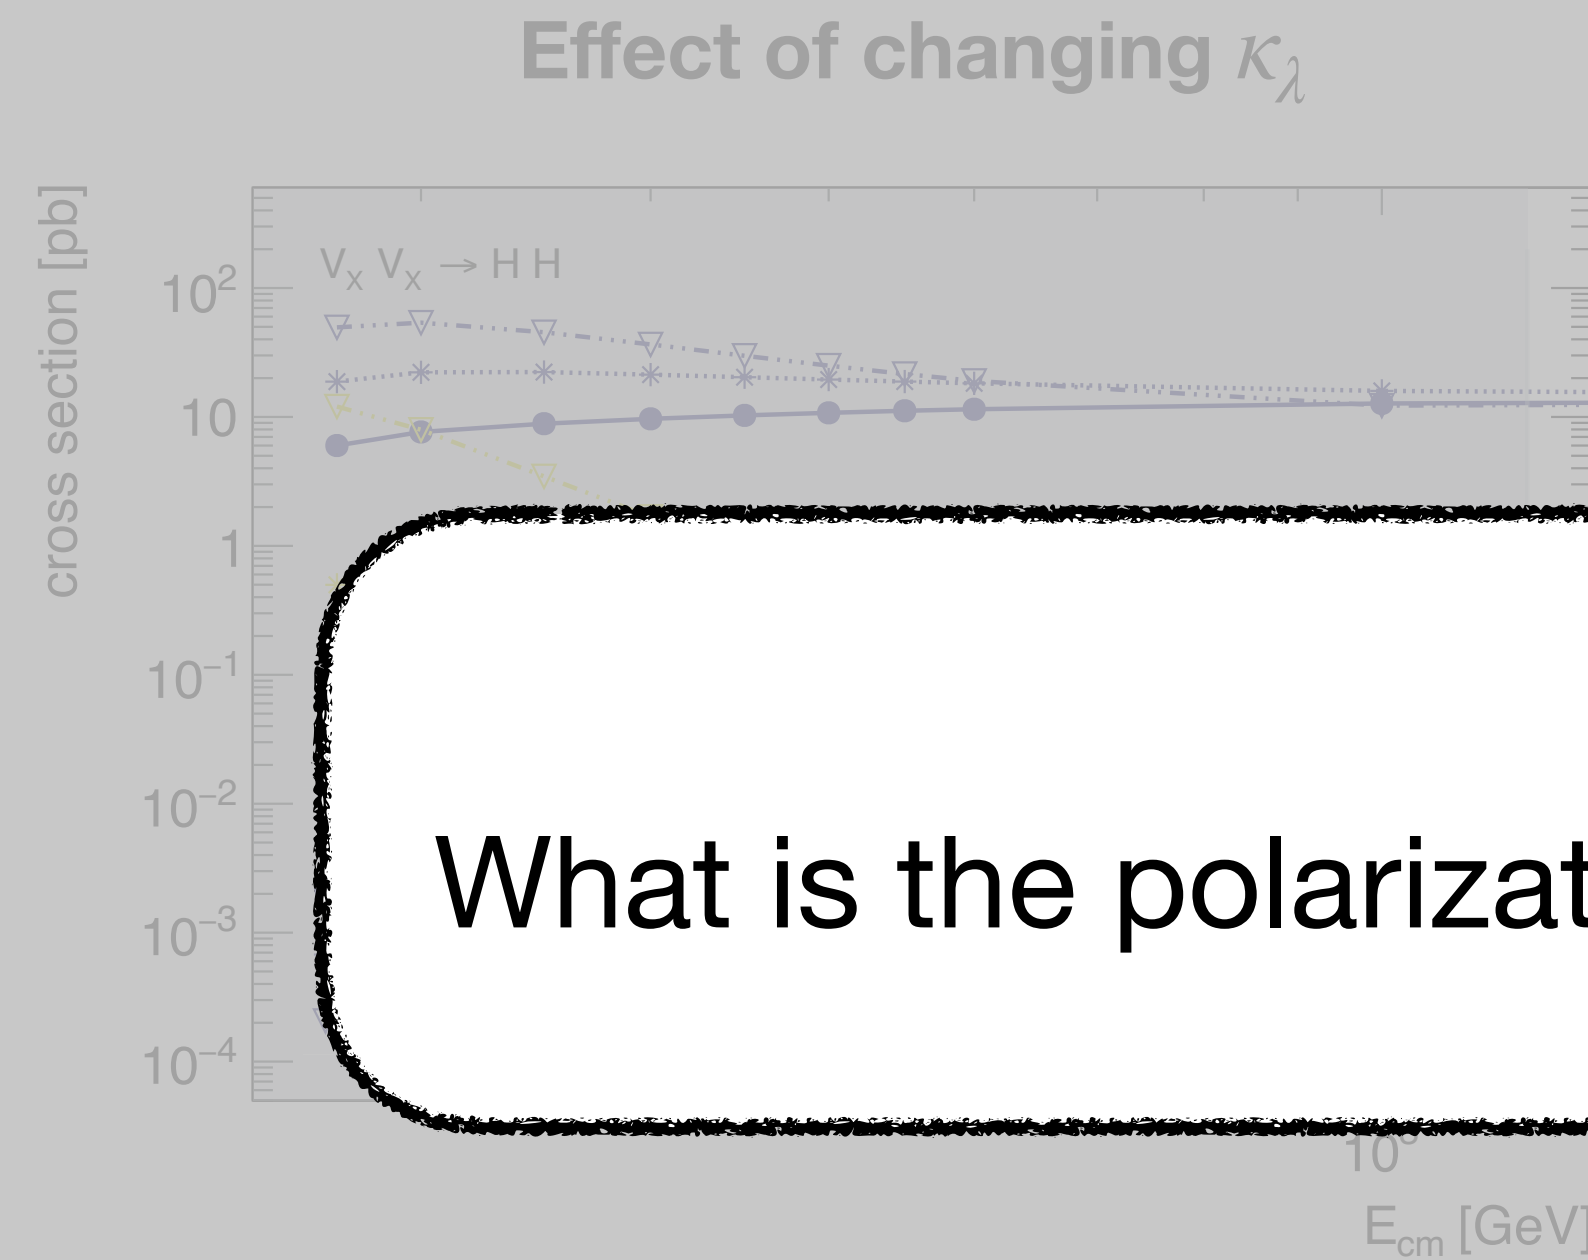 Effect of changing κ_λ
cross section [pb]
V_x V_x → H H
10²
10
1
10⁻¹
10⁻²
10⁻³
10⁻⁴
What is the polarizat
E_cm [GeV]